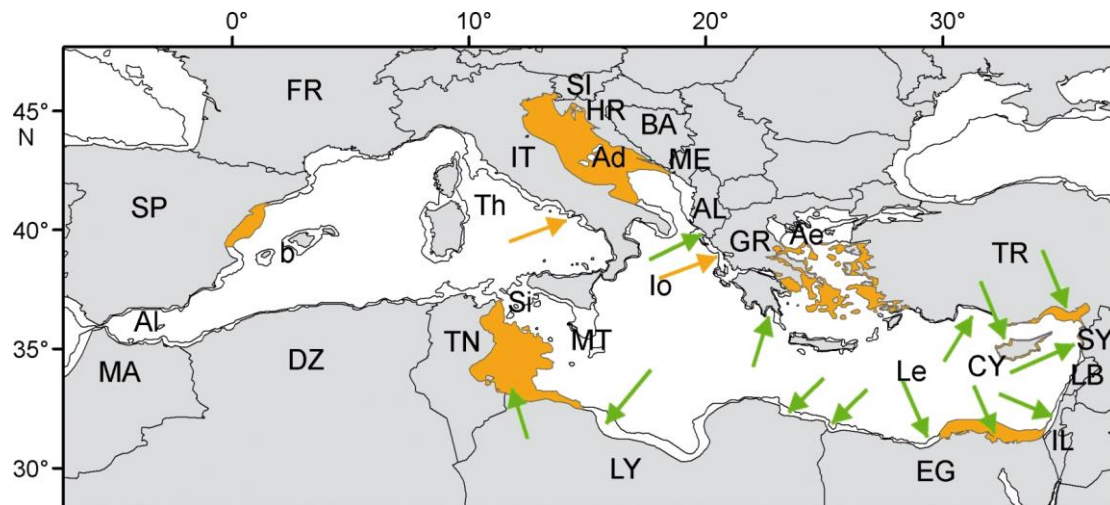 0° 10° 20° 30°
45°
N
40°
35°
30°
FR
SI
HR
BA
IT
Ad
ME
SP
Th
AL
b
GR
Ae
TR
Io
Al
Si
TN
MT
SY
MA
DZ
Le
CY
LB
IL
LY
EG